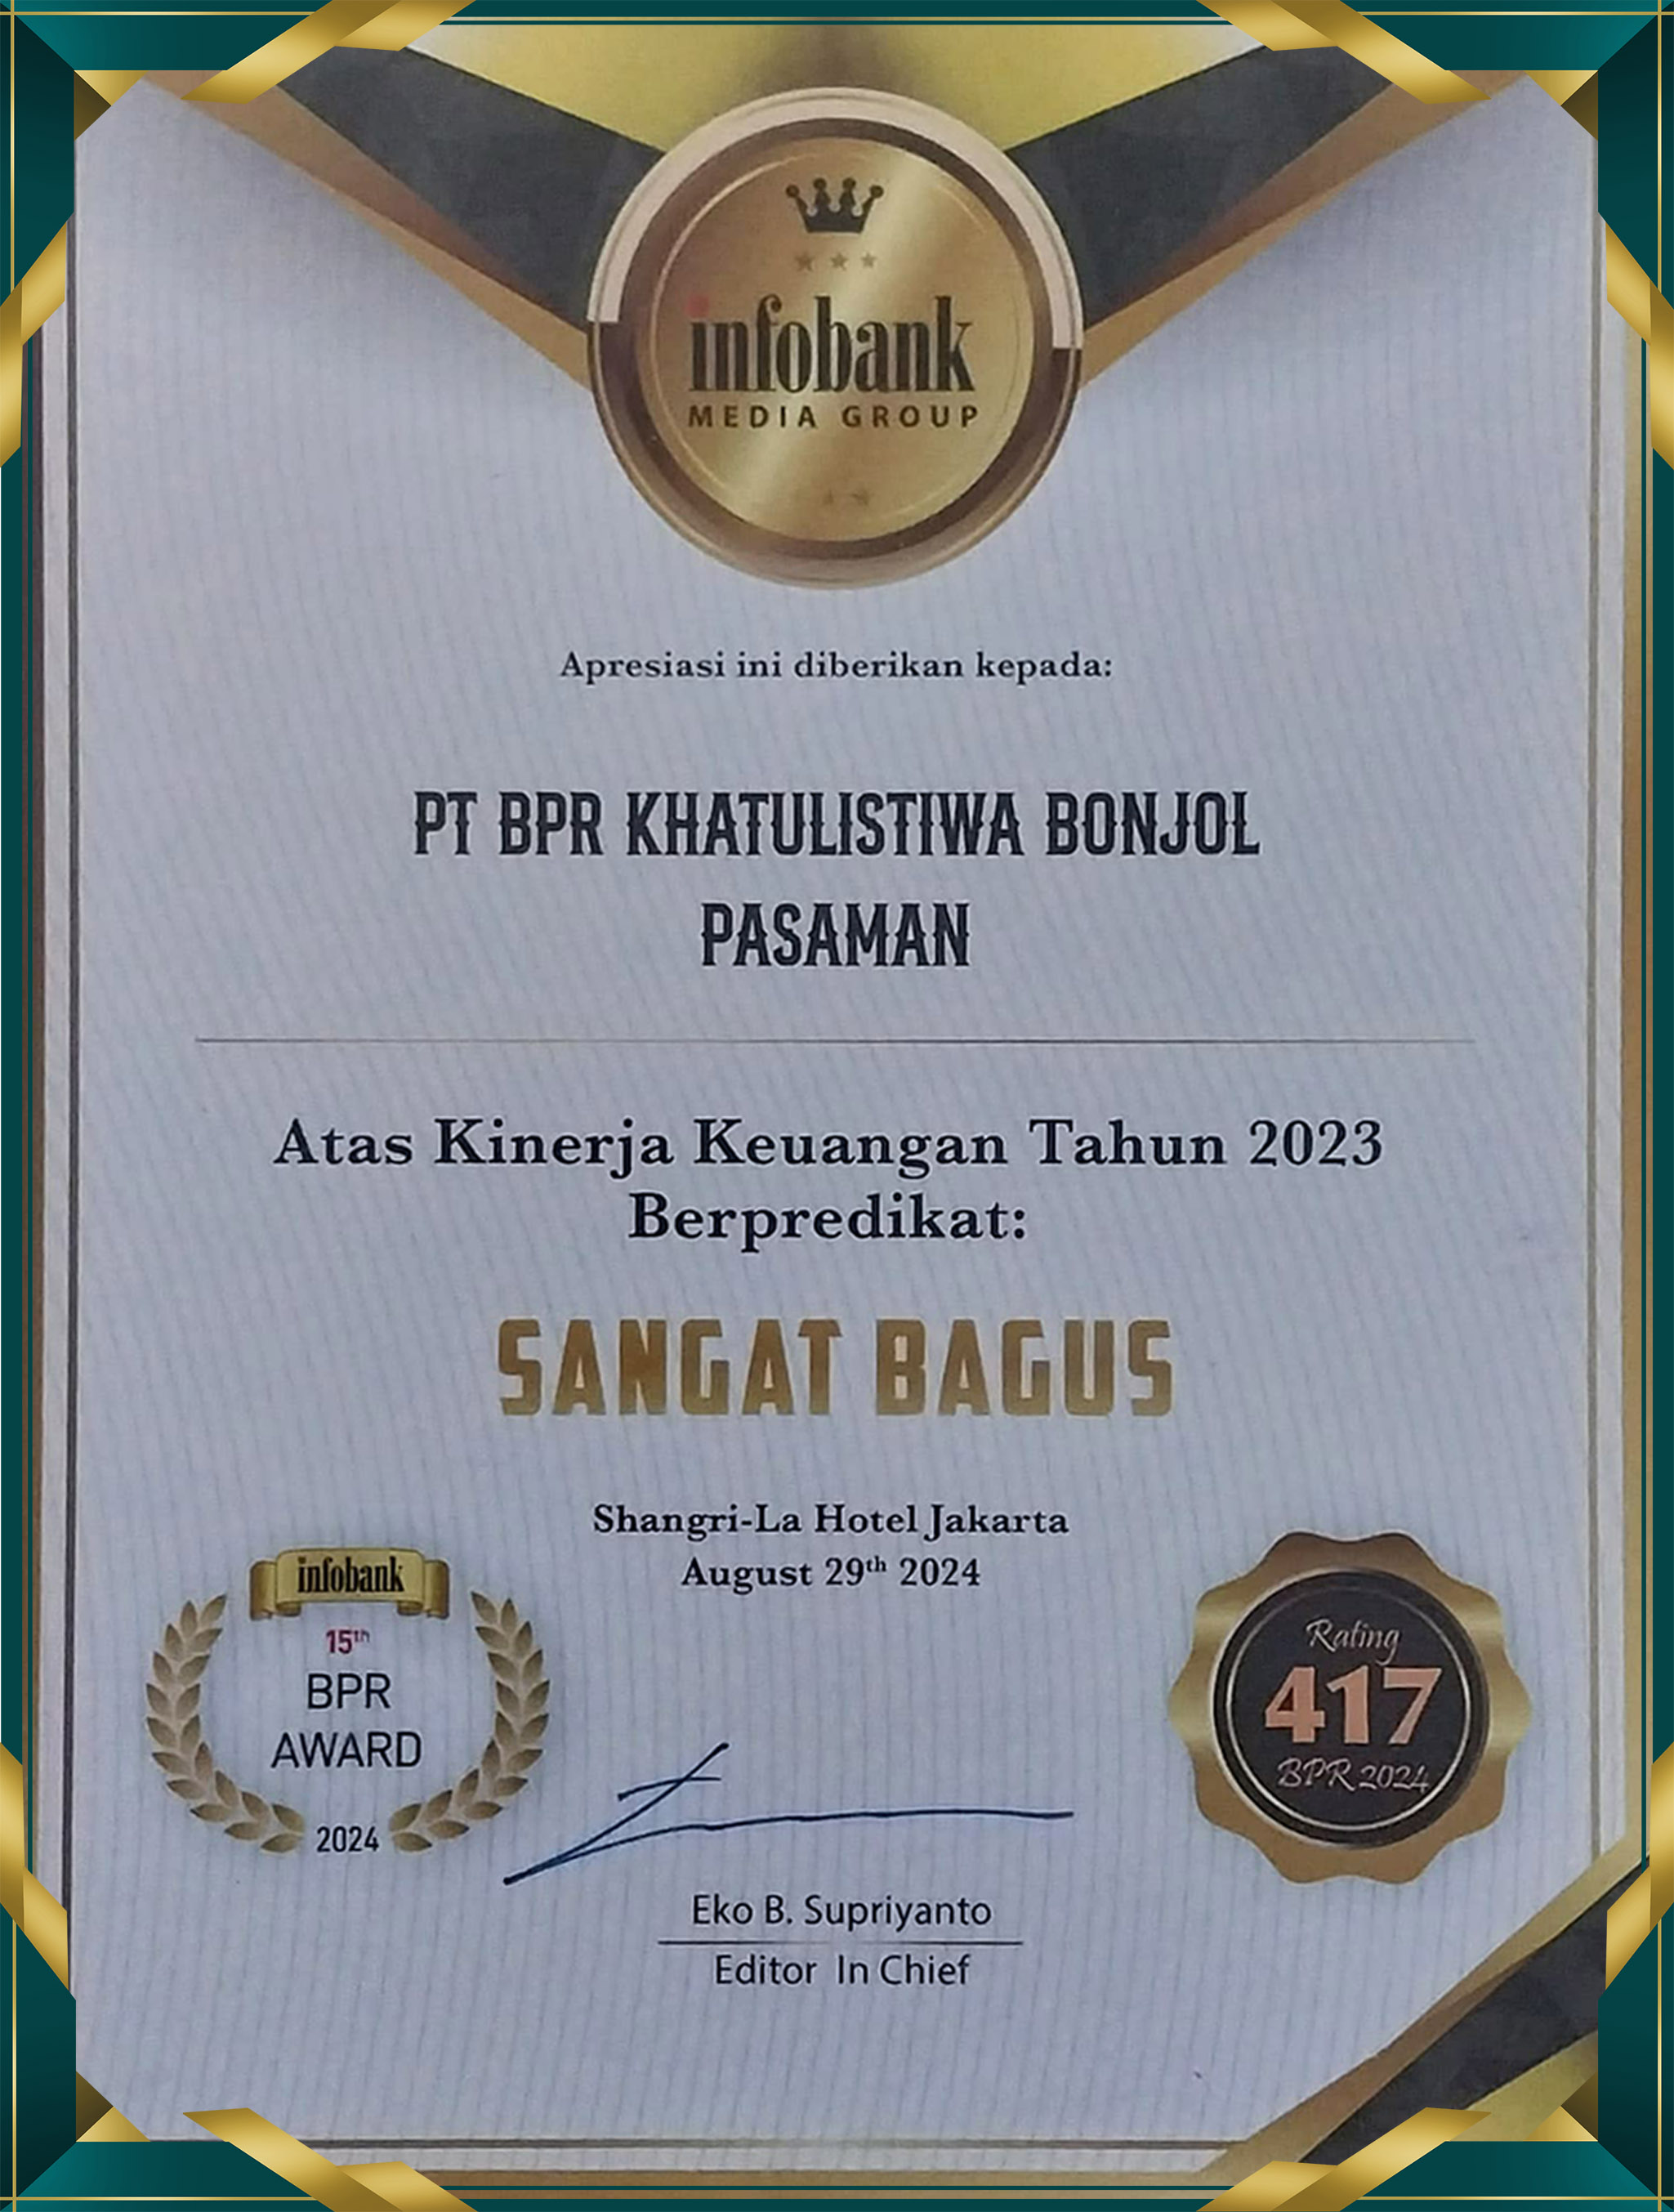 infobank
MEDIA GROUP
Apresiasi ini diberikan kepada:
PT BPR KHATULISTIWA BONJOL
PASAMAN
Atas Kinerja Keuangan Tahun 2023
Berpredikat:
SANGAT BAGUS
Shangri-La Hotel Jakarta
August 29th 2024
infobank
15th
BPR
AWARD
2024
Rating
417
BPR 2024
Eko B. Supriyanto
Editor In Chief